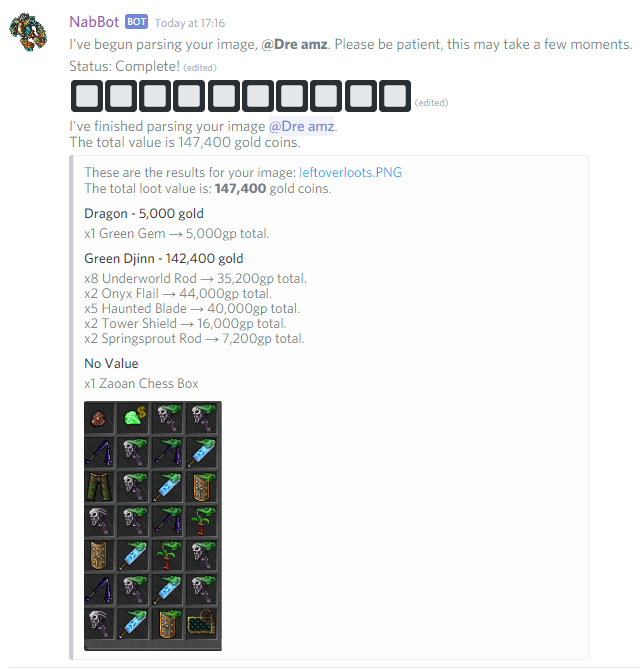 NabBot BOT Today at 17:16
I've begun parsing your image, @Dre amz. Please be patient, this may take a few moments.
Status: Complete! (edited)
(edited)
I've finished parsing your image @Dre amz.
The total value is 147,400 gold coins.
These are the results for your image: leftoverloots.PNG
The total loot value is: 147,400 gold coins.
Dragon - 5,000 gold
x1 Green Gem → 5,000gp total.
Green Djinn - 142,400 gold
x8 Underworld Rod → 35,200gp total.
x2 Onyx Flail → 44,000gp total.
x5 Haunted Blade → 40,000gp total.
x2 Tower Shield → 16,000gp total.
x2 Springsprout Rod → 7,200gp total.
No Value
x1 Zaoan Chess Box
$